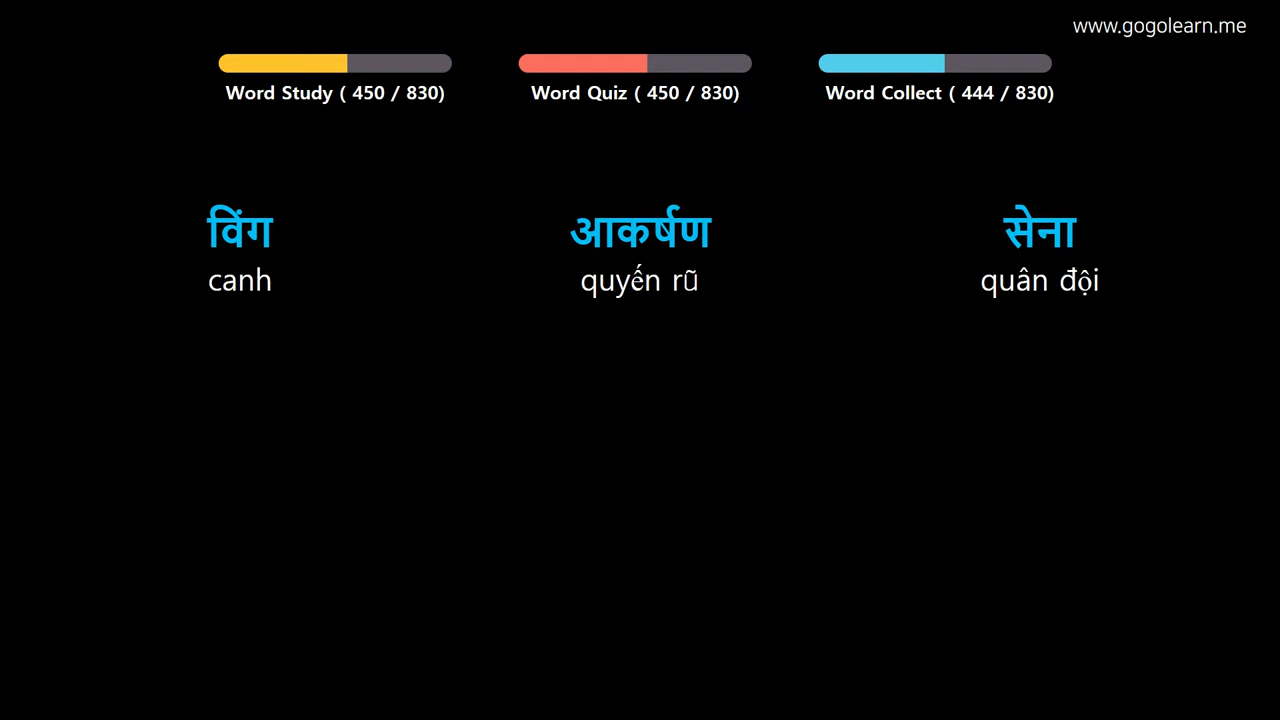 www.gogolearn.me
Word Study ( 450 / 830) Word Quiz ( 450 / 830) Word Collect ( 444 / 830)
विंग आकर्षण सेना
canh quyến rũ quân đội